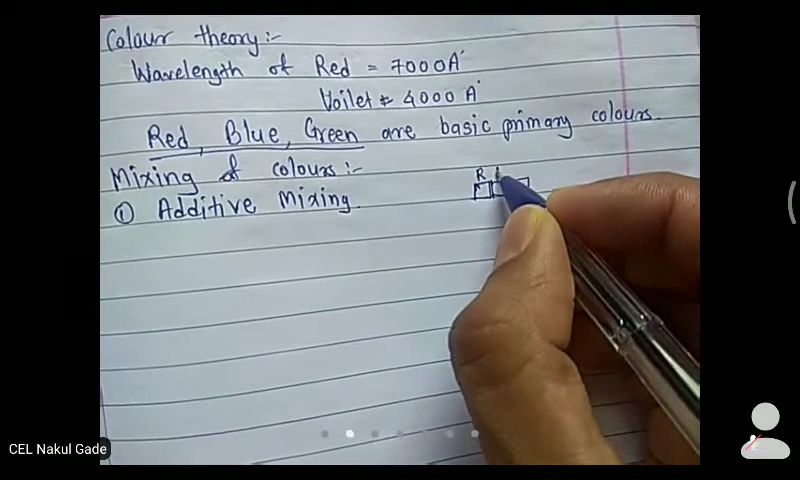 Colour theory:-
Wavelength of Red = 7000A°
Voilet = 4000 A°
Red, Blue, Green are basic primary colours.
Mixing of colours:-
① Additive Mixing.
R
CEL Nakul Gade